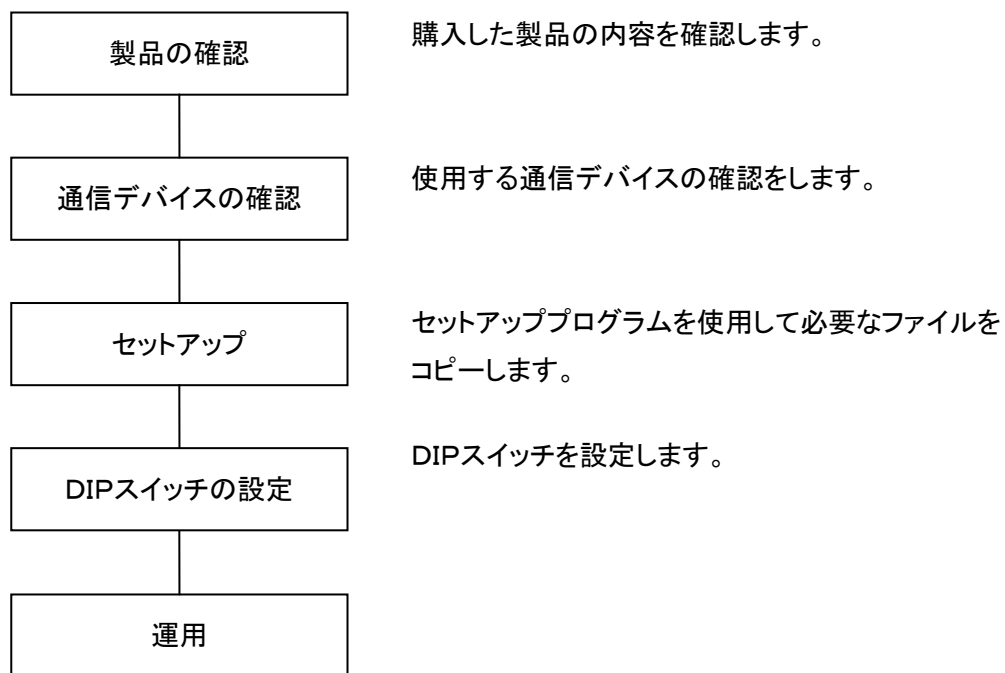 製品の確認
購入した製品の内容を確認します。
通信デバイスの確認
使用する通信デバイスの確認をします。
セットアップ
セットアッププログラムを使用して必要なファイルを
コピーします。
DIPスイッチの設定
DIPスイッチを設定します。
運用